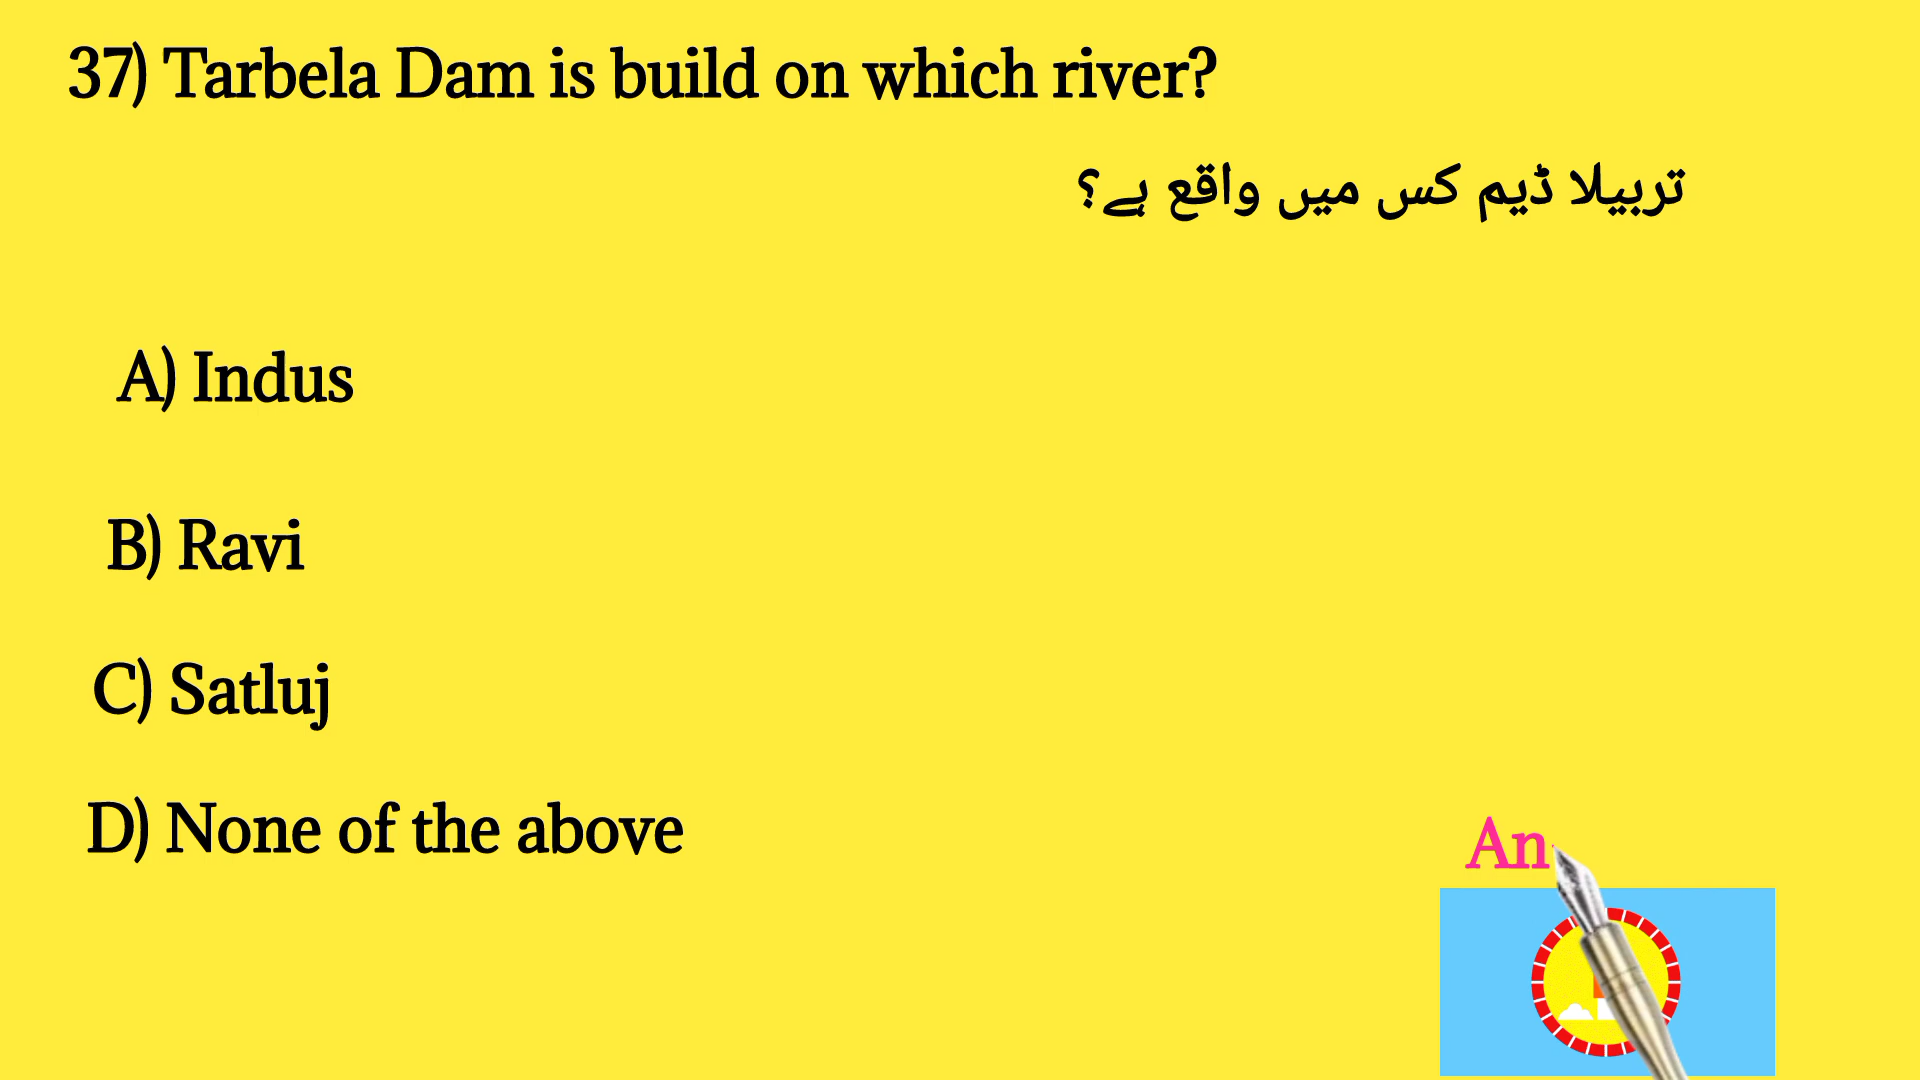 37) Tarbela Dam is build on which river?
تربیلا ڈیم کس میں واقع ہے؟
A) Indus
B) Ravi
C) Satluj
D) None of the above
An